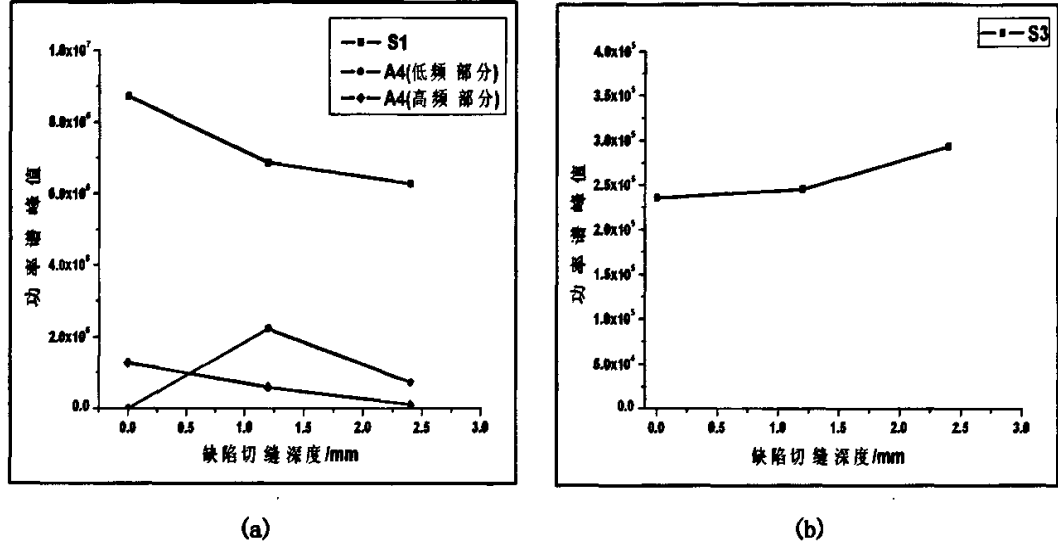 S1
A4(低频 部分)
A4(高频 部分)
1.0x10⁷
8.0x10⁶
6.0x10⁶
4.0x10⁶
2.0x10⁶
0.0
功率谱峰值
0.0 0.5 1.0 1.5 2.0 2.5 3.0
缺陷切缝深度/mm
(a)
S3
4.0x10⁵
3.5x10⁵
3.0x10⁵
2.5x10⁵
2.0x10⁵
1.5x10⁵
1.0x10⁵
5.0x10⁴
0.0
功率谱峰值
0.0 0.5 1.0 1.5 2.0 2.5 3.0
缺陷切缝深度/mm
(b)